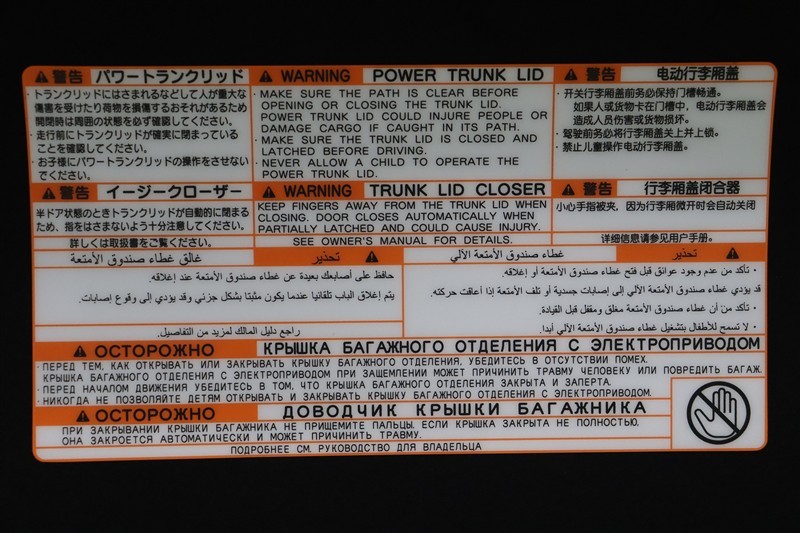 ⚠ 警告 パワートランクリッド
・トランクリッドにはさまれるなどして人が重大な
傷害を受けたり荷物を損傷するおそれがあるため
開閉時は周囲の状態を必ず確認してください。
・走行前にトランクリッドが確実に閉まっている
ことを確認してください。
・お子様にパワートランクリッドの操作をさせない
でください。
⚠ 警告 イージークローザー
半ドア状態のときトランクリッドが自動的に閉まる
ため、指をはさまないよう十分注意してください。
詳しくは取扱書をご覧ください。
⚠ WARNING POWER TRUNK LID
・MAKE SURE THE PATH IS CLEAR BEFORE
OPENING OR CLOSING THE TRUNK LID.
POWER TRUNK LID COULD INJURE PEOPLE OR
DAMAGE CARGO IF CAUGHT IN ITS PATH.
・MAKE SURE THE TRUNK LID IS CLOSED AND
LATCHED BEFORE DRIVING.
・NEVER ALLOW A CHILD TO OPERATE THE
POWER TRUNK LID.
⚠ WARNING TRUNK LID CLOSER
KEEP FINGERS AWAY FROM THE TRUNK LID WHEN
CLOSING. DOOR CLOSES AUTOMATICALLY WHEN
PARTIALLY LATCHED AND COULD CAUSE INJURY.
SEE OWNER'S MANUAL FOR DETAILS.
⚠ 警告 电动行李厢盖
・开关行李厢盖前务必保持门槽畅通。
如果人或货物卡在门槽中，电动行李厢盖会
造成人员伤害或货物损坏。
・驾驶前务必将行李厢盖关上并上锁。
・禁止儿童操作电动行李厢盖。
⚠ 警告 行李厢盖闭合器
小心手指被夹，因为行李厢微开时会自动关闭
详细信息请参见用户手册。
⚠ تحذير غطاء صندوق الأمتعة الآلي
・تأكد من عدم وجود عوائق قبل فتح غطاء صندوق الأمتعة أو إغلاقه.
قد يؤدي غطاء صندوق الأمتعة الآلي إلى إصابات جسدية أو تلف الأمتعة إذا أعاقت حركته.
・تأكد من أن غطاء صندوق الأمتعة مغلق ومقفل قبل القيادة.
・لا تسمح للأطفال بتشغيل غطاء صندوق الأمتعة الآلي أبدا.
⚠ تحذير غالق غطاء صندوق الأمتعة
حافظ على أصابعك بعيدة عن غطاء صندوق الأمتعة عند إغلاقه.
يتم إغلاق الباب تلقائيا عندما يكون مثبتا بشكل جزئي وقد يؤدي إلى وقوع إصابات.
راجع دليل المالك لمزيد من التفاصيل.
⚠ ОСТОРОЖНО КРЫШКА БАГАЖНОГО ОТДЕЛЕНИЯ С ЭЛЕКТРОПРИВОДОМ
・ПЕРЕД ТЕМ, КАК ОТКРЫВАТЬ ИЛИ ЗАКРЫВАТЬ КРЫШКУ БАГАЖНОГО ОТДЕЛЕНИЯ, УБЕДИТЕСЬ В ОТСУТСТВИИ ПОМЕХ.
КРЫШКА БАГАЖНОГО ОТДЕЛЕНИЯ С ЭЛЕКТРОПРИВОДОМ ПРИ ЗАЩЕМЛЕНИИ МОЖЕТ ПРИЧИНИТЬ ТРАВМУ ЧЕЛОВЕКУ ИЛИ ПОВРЕДИТЬ БАГАЖ.
・ПЕРЕД НАЧАЛОМ ДВИЖЕНИЯ УБЕДИТЕСЬ В ТОМ, ЧТО КРЫШКА БАГАЖНОГО ОТДЕЛЕНИЯ ЗАКРЫТА И ЗАПЕРТА.
・НИКОГДА НЕ ПОЗВОЛЯЙТЕ ДЕТЯМ ОТКРЫВАТЬ И ЗАКРЫВАТЬ КРЫШКУ БАГАЖНОГО ОТДЕЛЕНИЯ С ЭЛЕКТРОПРИВОДОМ.
⚠ ОСТОРОЖНО ДОВОДЧИК КРЫШКИ БАГАЖНИКА
ПРИ ЗАКРЫВАНИИ КРЫШКИ БАГАЖНИКА НЕ ПРИЩЕМИТЕ ПАЛЬЦЫ. ЕСЛИ КРЫШКА ЗАКРЫТА НЕ ПОЛНОСТЬЮ,
ОНА ЗАКРОЕТСЯ АВТОМАТИЧЕСКИ И МОЖЕТ ПРИЧИНИТЬ ТРАВМУ.
ПОДРОБНЕЕ СМ. РУКОВОДСТВО ДЛЯ ВЛАДЕЛЬЦА